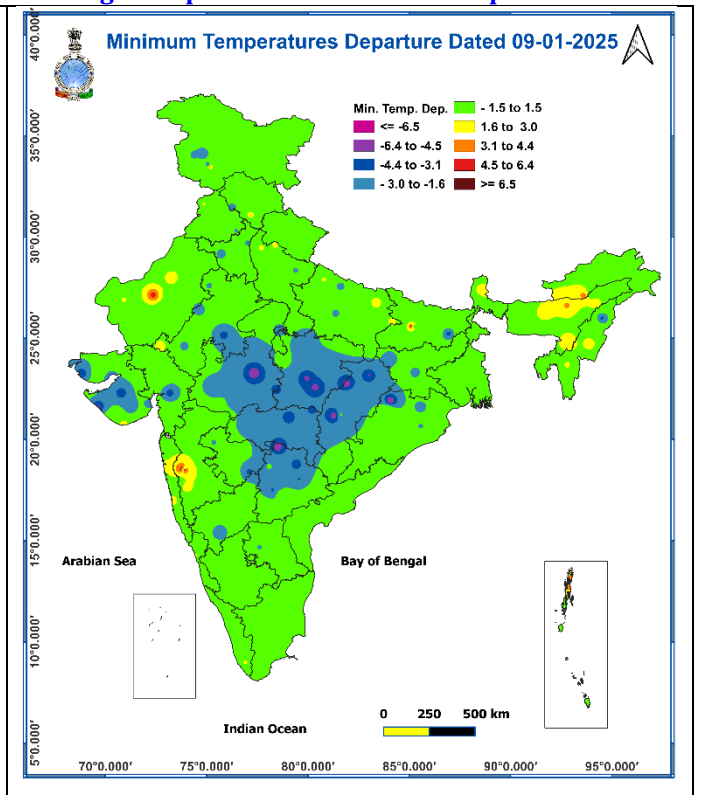 Minimum Temperatures Departure Dated 09-01-2025
Min. Temp. Dep.
<= -6.5
-6.4 to -4.5
-4.4 to -3.1
- 3.0 to -1.6
- 1.5 to 1.5
1.6 to 3.0
3.1 to 4.4
4.5 to 6.4
>= 6.5
40°0.000'
35°0.000'
30°0.000'
25°0.000'
20°0.000'
15°0.000'
10°0.000'
5°0.000'
Arabian Sea
Bay of Bengal
Indian Ocean
0 250 500 km
70°0.000' 75°0.000' 80°0.000' 85°0.000' 90°0.000' 95°0.000'